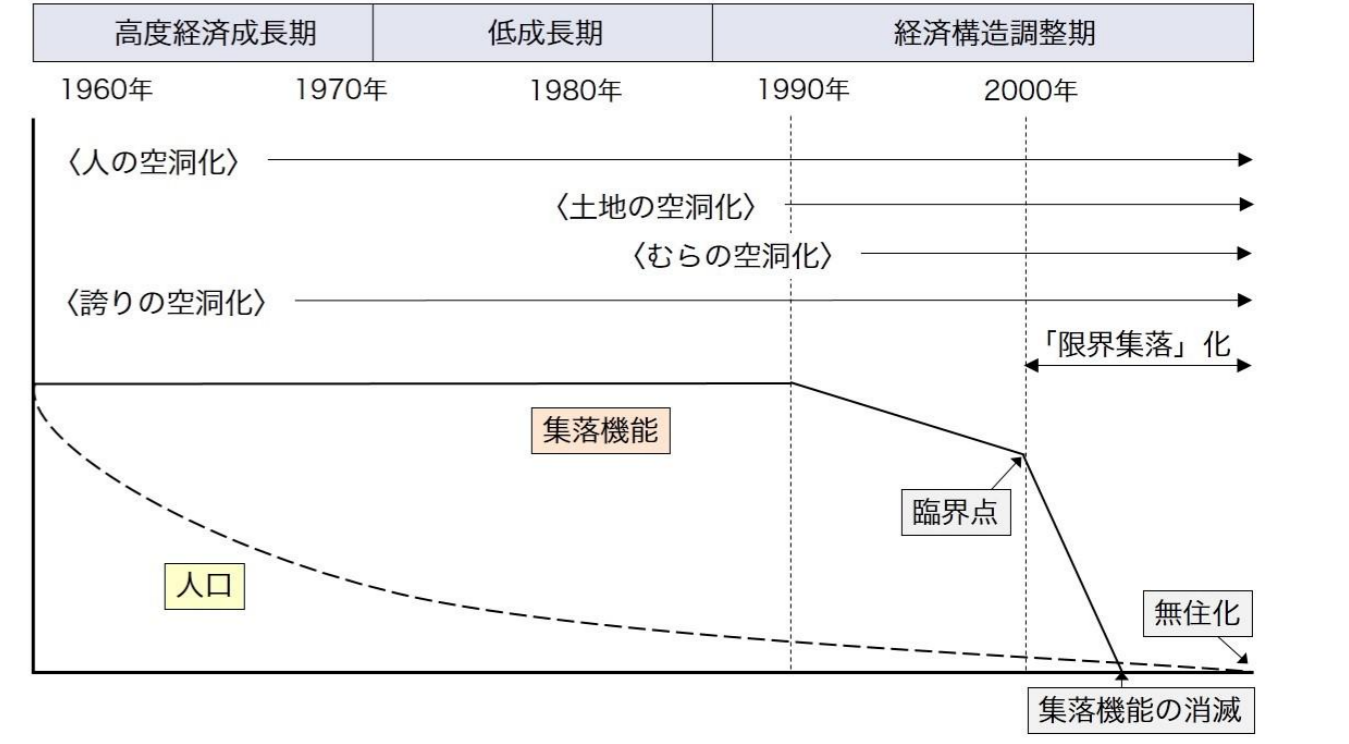 高度経済成長期
低成長期
経済構造調整期
1960年
1970年
1980年
1990年
2000年
〈人の空洞化〉
〈土地の空洞化〉
〈むらの空洞化〉
〈誇りの空洞化〉
「限界集落」化
集落機能
臨界点
人口
無住化
集落機能の消滅